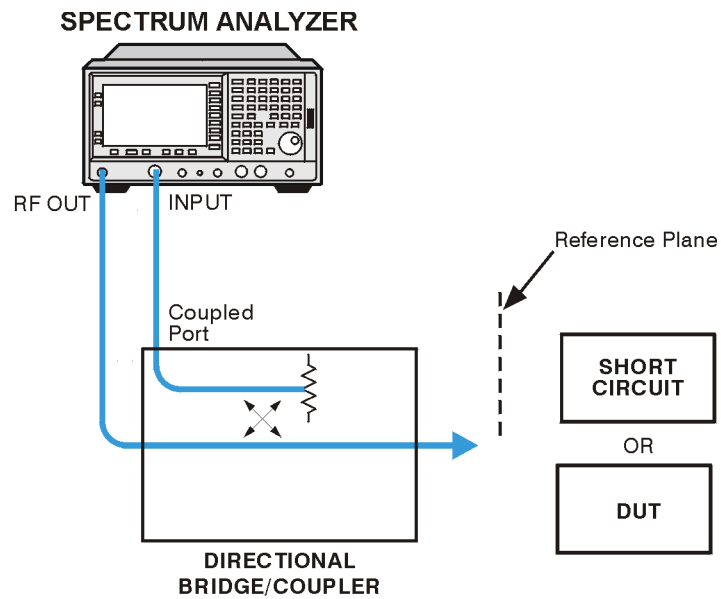 SPECTRUM ANALYZER
RF OUT
INPUT
Reference Plane
Coupled
Port
SHORT
CIRCUIT
OR
DUT
DIRECTIONAL
BRIDGE/COUPLER